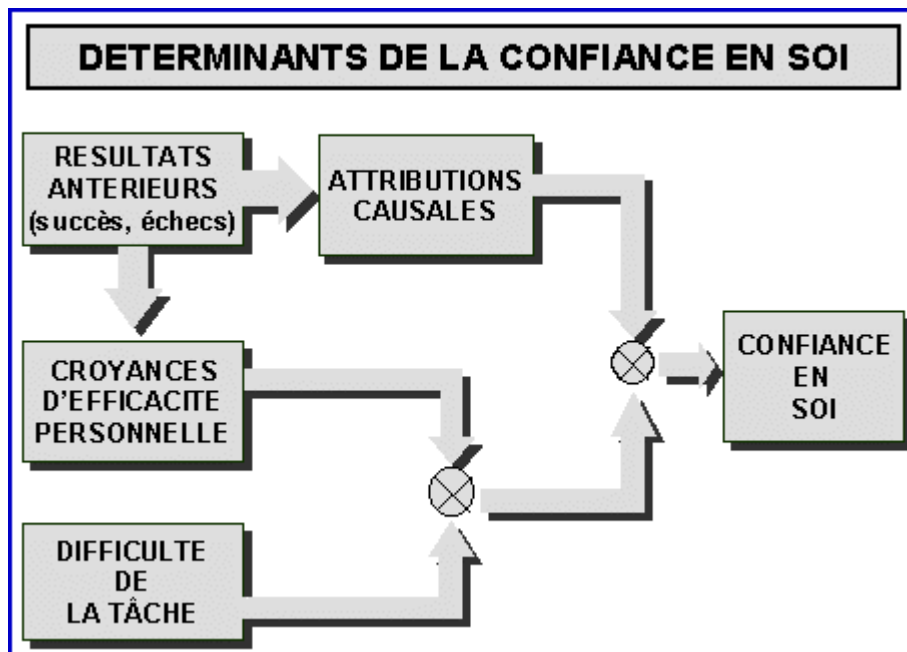 DETERMINANTS DE LA CONFIANCE EN SOI
RESULTATS
ANTERIEURS
(succès, échecs)
ATTRIBUTIONS
CAUSALES
CROYANCES
D'EFFICACITE
PERSONNELLE
CONFIANCE
EN
SOI
DIFFICULTE
DE
LA TÂCHE